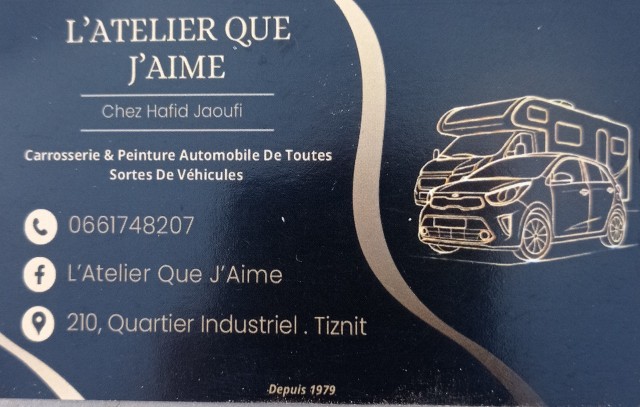 L'ATELIER QUE
J'AIME
Chez Hafid Jaoufi
Carrosserie & Peinture Automobile De Toutes
Sortes De Véhicules
0661748207
L'Atelier Que J'Aime
210, Quartier Industriel . Tiznit
Depuis 1979